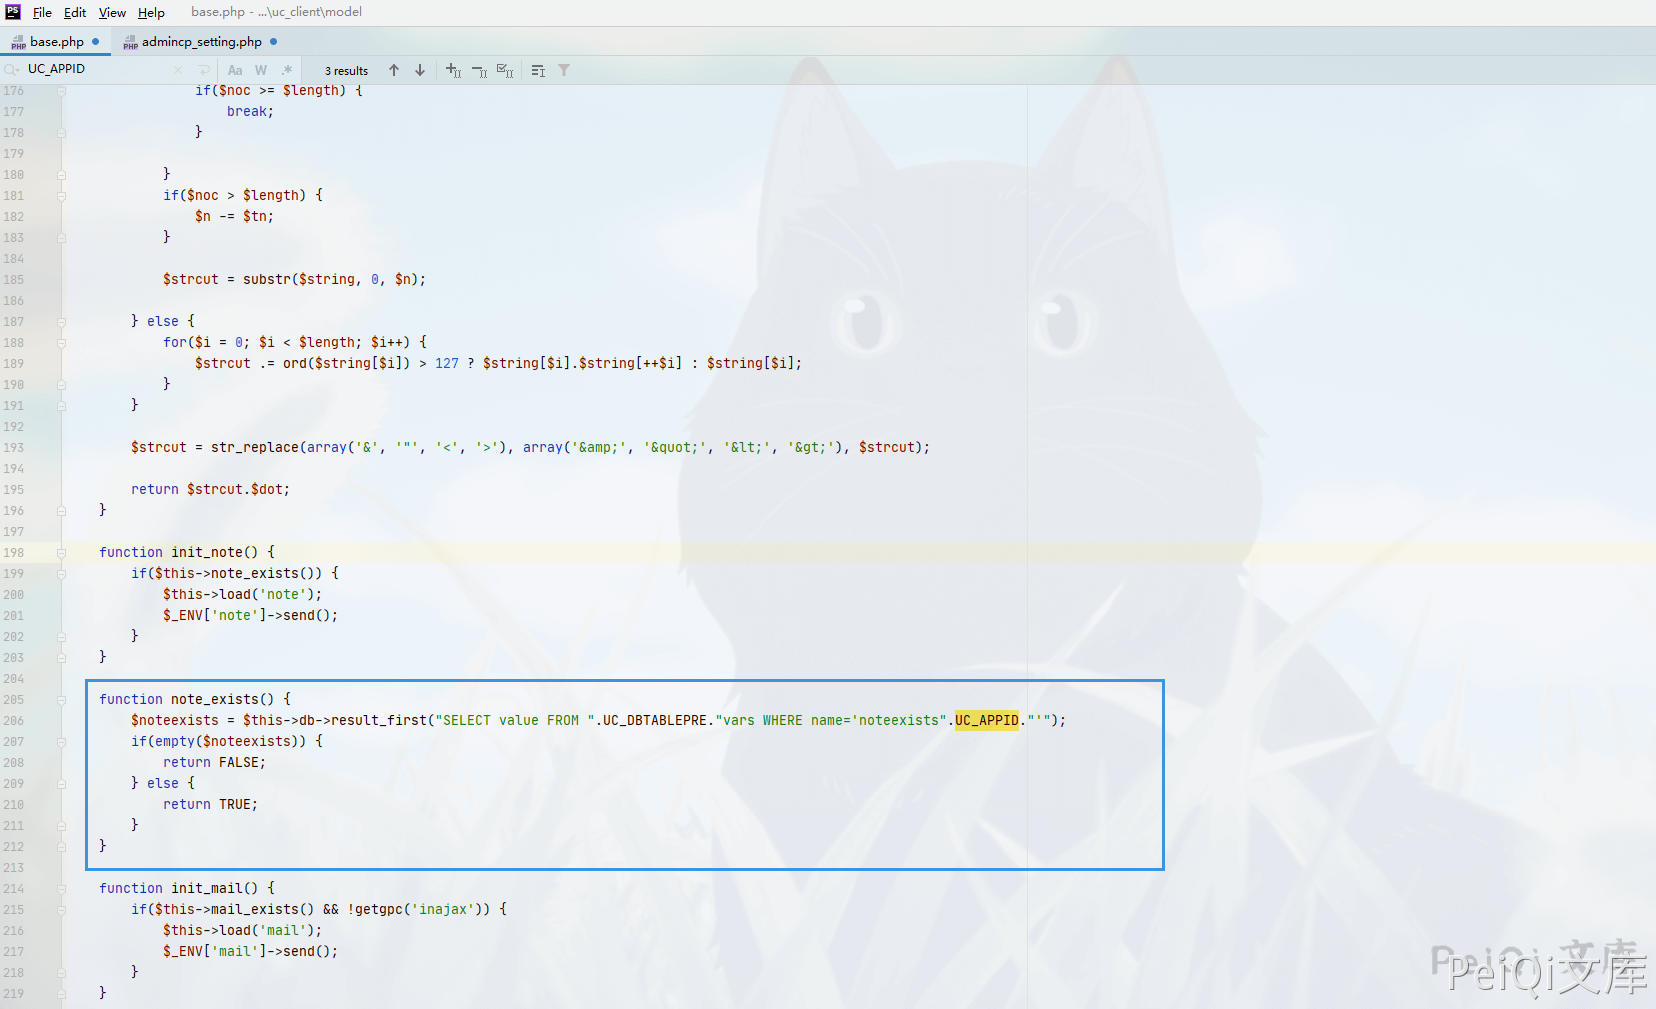 PS File Edit View Help base.php - ...\uc_client\model
PHP base.php PHP admincp_setting.php
UC_APPID × Aa W .* 3 results
176 if($noc >= $length) {
177 break;
178 }
179
180 }
181 if($noc > $length) {
182 $n -= $tn;
183 }
184
185 $strcut = substr($string, 0, $n);
186
187 } else {
188 for($i = 0; $i < $length; $i++) {
189 $strcut .= ord($string[$i]) > 127 ? $string[$i].$string[++$i] : $string[$i];
190 }
191 }
192
193 $strcut = str_replace(array('&', '"', '<', '>'), array('&amp;', '&quot;', '&lt;', '&gt;'), $strcut);
194
195 return $strcut.$dot;
196 }
197
198 function init_note() {
199 if($this->note_exists()) {
200 $this->load('note');
201 $_ENV['note']->send();
202 }
203 }
204
205 function note_exists() {
206 $noteexists = $this->db->result_first("SELECT value FROM ".UC_DBTABLEPRE."vars WHERE name='noteexists".UC_APPID."'");
207 if(empty($noteexists)) {
208 return FALSE;
209 } else {
210 return TRUE;
211 }
212 }
213
214 function init_mail() {
215 if($this->mail_exists() && !getgpc('inajax')) {
216 $this->load('mail');
217 $_ENV['mail']->send();
218 }
219 }
PeiQi 文库
PeiQi文库